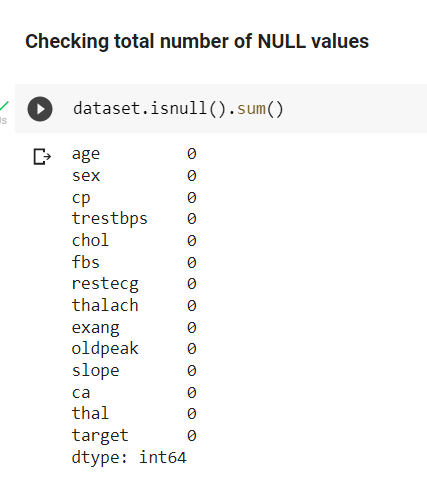 Checking total number of NULL values
dataset.isnull().sum()
age 0
sex 0
cp 0
trestbps 0
chol 0
fbs 0
restecg 0
thalach 0
exang 0
oldpeak 0
slope 0
ca 0
thal 0
target 0
dtype: int64